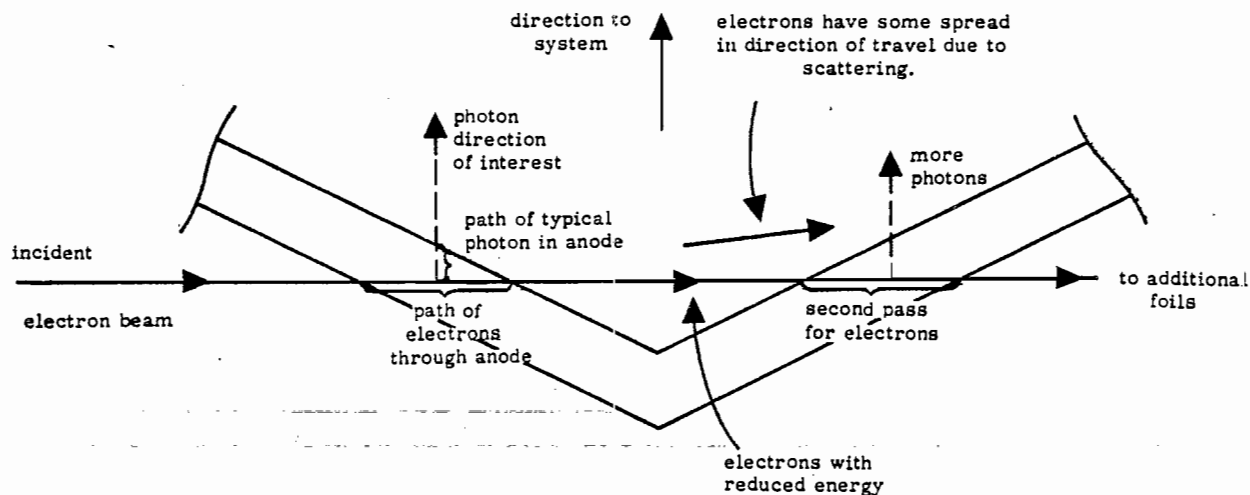 direction to
system
electrons have some spread
in direction of travel due to
scattering.
photon
direction
of interest
more
photons
path of typical
photon in anode
incident
electron beam
path of
electrons
through anode
second pass
for electrons
to additional
foils
electrons with
reduced energy